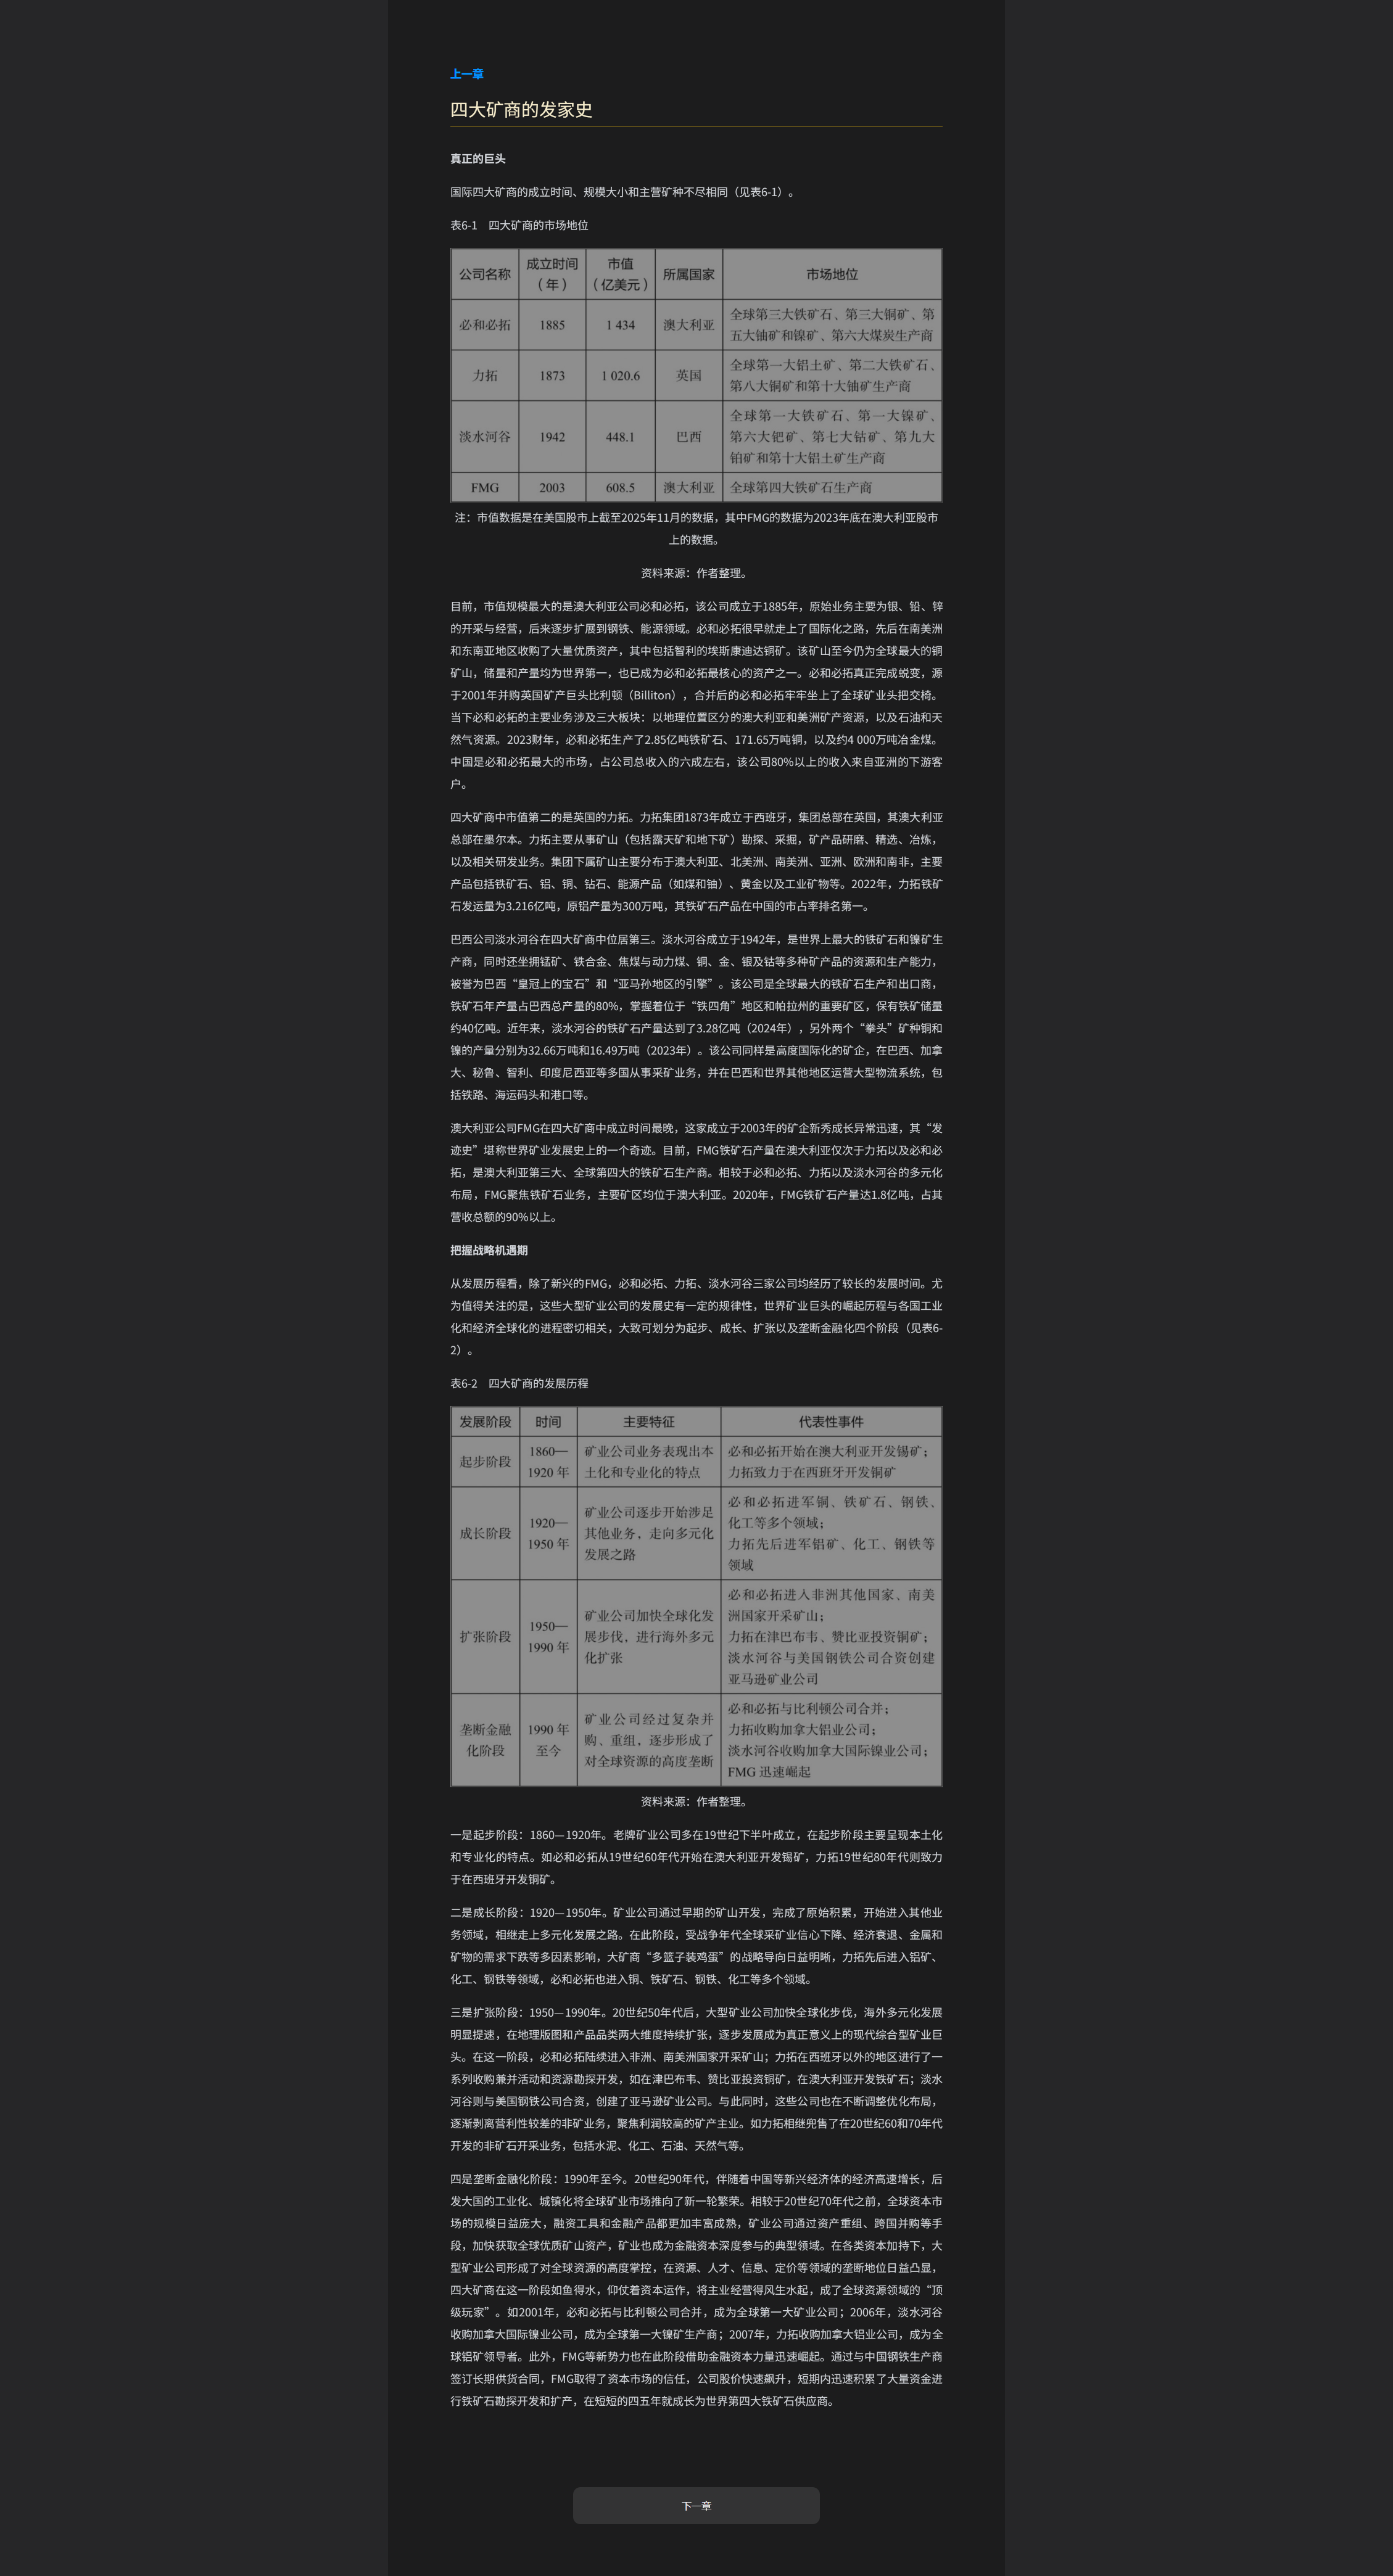 上一章
四大矿商的发家史
真正的巨头
国际四大矿商的成立时间、规模大小和主营矿种不尽相同（见表6-1）。
表6-1　四大矿商的市场地位
公司名称 成立时间（年） 市值（亿美元） 所属国家 市场地位
必和必拓 1885 1 434 澳大利亚 全球第三大铁矿石、第三大铜矿、第
五大铀矿和镍矿、第六大煤炭生产商
力拓 1873 1 020.6 英国 全球第一大铝土矿、第二大铁矿石、
第八大铜矿和第十大铀矿生产商
淡水河谷 1942 448.1 巴西 全球第一大铁矿石、第一大镍矿、
第六大钯矿、第七大钴矿、第九大
铂矿和第十大铝土矿生产商
FMG 2003 608.5 澳大利亚 全球第四大铁矿石生产商
注：市值数据是在美国股市上截至2025年11月的数据，其中FMG的数据为2023年底在澳大利亚股市
上的数据。
资料来源：作者整理。
目前，市值规模最大的是澳大利亚公司必和必拓，该公司成立于1885年，原始业务主要为银、铅、锌
的开采与经营，后来逐步扩展到钢铁、能源领域。必和必拓很早就走上了国际化之路，先后在南美洲
和东南亚地区收购了大量优质资产，其中包括智利的埃斯康迪达铜矿。该矿山至今仍为全球最大的铜
矿山，储量和产量均为世界第一，也已成为必和必拓最核心的资产之一。必和必拓真正完成蜕变，源
于2001年并购英国矿产巨头比利顿（Billiton），合并后的必和必拓牢牢坐上了全球矿业头把交椅。
当下必和必拓的主要业务涉及三大板块：以地理位置区分的澳大利亚和美洲矿产资源，以及石油和天
然气资源。2023财年，必和必拓生产了2.85亿吨铁矿石、171.65万吨铜，以及约4 000万吨冶金煤。
中国是必和必拓最大的市场，占公司总收入的六成左右，该公司80%以上的收入来自亚洲的下游客
户。
四大矿商中市值第二的是英国的力拓。力拓集团1873年成立于西班牙，集团总部在英国，其澳大利亚
总部在墨尔本。力拓主要从事矿山（包括露天矿和地下矿）勘探、采掘，矿产品研磨、精选、冶炼，
以及相关研发业务。集团下属矿山主要分布于澳大利亚、北美洲、南美洲、亚洲、欧洲和南非，主要
产品包括铁矿石、铝、铜、钻石、能源产品（如煤和铀）、黄金以及工业矿物等。2022年，力拓铁矿
石发运量为3.216亿吨，原铝产量为300万吨，其铁矿石产品在中国的市占率排名第一。
巴西公司淡水河谷在四大矿商中位居第三。淡水河谷成立于1942年，是世界上最大的铁矿石和镍矿生
产商，同时还坐拥锰矿、铁合金、焦煤与动力煤、铜、金、银及钴等多种矿产品的资源和生产能力，
被誉为巴西“皇冠上的宝石”和“亚马孙地区的引擎”。该公司是全球最大的铁矿石生产和出口商，
铁矿石年产量占巴西总产量的80%，掌握着位于“铁四角”地区和帕拉州的重要矿区，保有铁矿储量
约40亿吨。近年来，淡水河谷的铁矿石产量达到了3.28亿吨（2024年），另外两个“拳头”矿种铜和
镍的产量分别为32.66万吨和16.49万吨（2023年）。该公司同样是高度国际化的矿企，在巴西、加拿
大、秘鲁、智利、印度尼西亚等多国从事采矿业务，并在巴西和世界其他地区运营大型物流系统，包
括铁路、海运码头和港口等。
澳大利亚公司FMG在四大矿商中成立时间最晚，这家成立于2003年的矿企新秀成长异常迅速，其“发
迹史”堪称世界矿业发展史上的一个奇迹。目前，FMG铁矿石产量在澳大利亚仅次于力拓以及必和必
拓，是澳大利亚第三大、全球第四大的铁矿石生产商。相较于必和必拓、力拓以及淡水河谷的多元化
布局，FMG聚焦铁矿石业务，主要矿区均位于澳大利亚。2020年，FMG铁矿石产量达1.8亿吨，占其
营收总额的90%以上。
把握战略机遇期
从发展历程看，除了新兴的FMG，必和必拓、力拓、淡水河谷三家公司均经历了较长的发展时间。尤
为值得关注的是，这些大型矿业公司的发展史有一定的规律性，世界矿业巨头的崛起历程与各国工业
化和经济全球化的进程密切相关，大致可划分为起步、成长、扩张以及垄断金融化四个阶段（见表6-
2）。
表6-2　四大矿商的发展历程
发展阶段 时间 主要特征 代表性事件
起步阶段 1860—1920 年 矿业公司业务表现出本土化和专业化的特点 必和必拓开始在澳大利亚开发锡矿；
力拓致力于在西班牙开发铜矿
成长阶段 1920—1950 年 矿业公司逐步开始涉足其他业务，走向多元化发展之路 必和必拓进军铜、铁矿石、钢铁、
化工等多个领域；
力拓先后进军铝矿、化工、钢铁等
领域
扩张阶段 1950—1990 年 矿业公司加快全球化发展步伐，进行海外多元化扩张 必和必拓进入非洲其他国家、南美
洲国家开采矿山；
力拓在津巴布韦、赞比亚投资铜矿；
淡水河谷与美国钢铁公司合资创建
亚马逊矿业公司
垄断金融化阶段 1990 年至今 矿业公司经过复杂并购、重组，逐步形成了对全球资源的高度垄断 必和必拓与比利顿公司合并；
力拓收购加拿大铝业公司；
淡水河谷收购加拿大国际镍业公司；
FMG 迅速崛起
资料来源：作者整理。
一是起步阶段：1860—1920年。老牌矿业公司多在19世纪下半叶成立，在起步阶段主要呈现本土化
和专业化的特点。如必和必拓从19世纪60年代开始在澳大利亚开发锡矿，力拓19世纪80年代则致力
于在西班牙开发铜矿。
二是成长阶段：1920—1950年。矿业公司通过早期的矿山开发，完成了原始积累，开始进入其他业
务领域，相继走上多元化发展之路。在此阶段，受战争年代全球采矿业信心下降、经济衰退、金属和
矿物的需求下跌等多因素影响，大矿商“多篮子装鸡蛋”的战略导向日益明晰，力拓先后进入铝矿、
化工、钢铁等领域，必和必拓也进入铜、铁矿石、钢铁、化工等多个领域。
三是扩张阶段：1950—1990年。20世纪50年代后，大型矿业公司加快全球化步伐，海外多元化发展
明显提速，在地理版图和产品品类两大维度持续扩张，逐步发展成为真正意义上的现代综合型矿业巨
头。在这一阶段，必和必拓陆续进入非洲、南美洲国家开采矿山；力拓在西班牙以外的地区进行了一
系列收购兼并活动和资源勘探开发，如在津巴布韦、赞比亚投资铜矿，在澳大利亚开发铁矿石；淡水
河谷则与美国钢铁公司合资，创建了亚马逊矿业公司。与此同时，这些公司也在不断调整优化布局，
逐渐剥离营利性较差的非矿业务，聚焦利润较高的矿产主业。如力拓相继兜售了在20世纪60和70年代
开发的非矿石开采业务，包括水泥、化工、石油、天然气等。
四是垄断金融化阶段：1990年至今。20世纪90年代，伴随着中国等新兴经济体的经济高速增长，后
发大国的工业化、城镇化将全球矿业市场推向了新一轮繁荣。相较于20世纪70年代之前，全球资本市
场的规模日益庞大，融资工具和金融产品都更加丰富成熟，矿业公司通过资产重组、跨国并购等手
段，加快获取全球优质矿山资产，矿业也成为金融资本深度参与的典型领域。在各类资本加持下，大
型矿业公司形成了对全球资源的高度掌控，在资源、人才、信息、定价等领域的垄断地位日益凸显，
四大矿商在这一阶段如鱼得水，仰仗着资本运作，将主业经营得风生水起，成了全球资源领域的“顶
级玩家”。如2001年，必和必拓与比利顿公司合并，成为全球第一大矿业公司；2006年，淡水河谷
收购加拿大国际镍业公司，成为全球第一大镍矿生产商；2007年，力拓收购加拿大铝业公司，成为全
球铝矿领导者。此外，FMG等新势力也在此阶段借助金融资本力量迅速崛起。通过与中国钢铁生产商
签订长期供货合同，FMG取得了资本市场的信任，公司股价快速飙升，短期内迅速积累了大量资金进
行铁矿石勘探开发和扩产，在短短的四五年就成长为世界第四大铁矿石供应商。
下一章